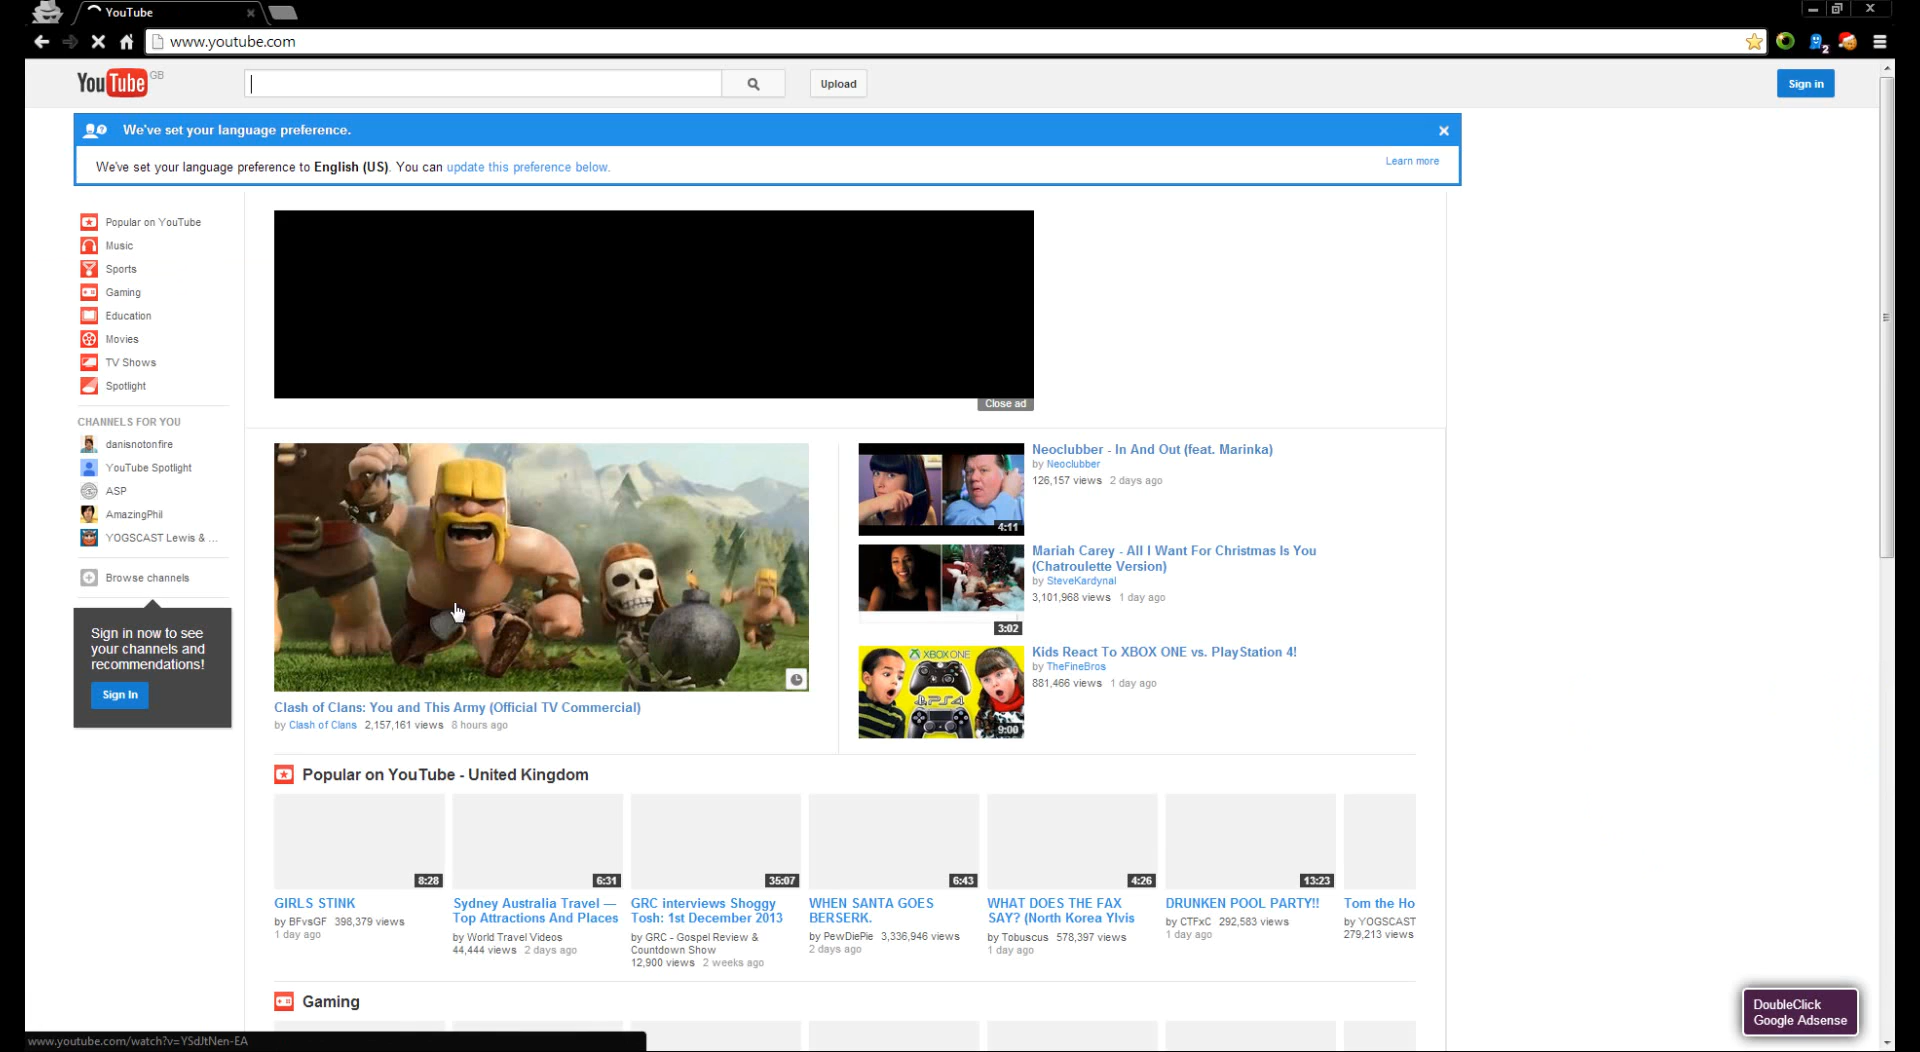 YouTube
www.youtube.com
2
YouTube GB
Upload
Sign in
We've set your language preference.
We've set your language preference to English (US). You can update this preference below.
Learn more
Popular on YouTube
Music
Sports
Gaming
Education
Movies
TV Shows
Spotlight
CHANNELS FOR YOU
danisnotonfire
YouTube Spotlight
ASP
AmazingPhil
YOGSCAST Lewis & ...
Browse channels
Sign in now to see
your channels and
recommendations!
Sign In
Close ad
Clash of Clans: You and This Army (Official TV Commercial)
by Clash of Clans 2,157,161 views 8 hours ago
4:11
Neoclubber - In And Out (feat. Marinka)
by Neoclubber
126,157 views 2 days ago
3:02
Mariah Carey - All I Want For Christmas Is You
(Chatroulette Version)
by SteveKardynal
3,101,968 views 1 day ago
XBOX ONE
PS4
9:00
Kids React To XBOX ONE vs. PlayStation 4!
by TheFineBros
881,466 views 1 day ago
Popular on YouTube - United Kingdom
8:28
GIRLS STINK
by BFvsGF 398,379 views
1 day ago
6:31
Sydney Australia Travel —
Top Attractions And Places
by World Travel Videos
44,444 views 2 days ago
35:07
GRC interviews Shoggy
Tosh: 1st December 2013
by GRC - Gospel Review &
Countdown Show
12,900 views 2 weeks ago
6:43
WHEN SANTA GOES
BERSERK.
by PewDiePie 3,336,946 views
2 days ago
4:26
WHAT DOES THE FAX
SAY? (North Korea Ylvis
by Tobuscus 578,397 views
1 day ago
13:23
DRUNKEN POOL PARTY!!
by CTFxC 292,583 views
1 day ago
Tom the Ho
by YOGSCAST
279,213 views
Gaming
DoubleClick
Google Adsense
www.youtube.com/watch?v=YSdJtNen-EA